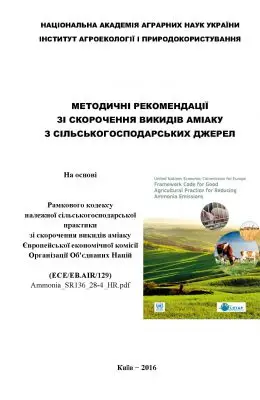 НАЦІОНАЛЬНА АКАДЕМІЯ АГРАРНИХ НАУК УКРАЇНИ
ІНСТИТУТ АГРОЕКОЛОГІЇ І ПРИРОДОКОРИСТУВАННЯ
МЕТОДИЧНІ РЕКОМЕНДАЦІЇ
ЗІ СКОРОЧЕННЯ ВИКИДІВ АМІАКУ
З СІЛЬСЬКОГОСПОДАРСЬКИХ ДЖЕРЕЛ
На основі
Рамкового кодексу
належної сільськогосподарської
практики
зі скорочення викидів аміаку
Європейської економічної комісії
Організації Об'єднаних Націй
(ECE/EB.AIR/129)
Ammonia_SR136_28-4_HR.pdf
United Nations Economic Commission for Europe
Framework Code for Good
Agricultural Practice for Reducing
Ammonia Emissions
Київ – 2016